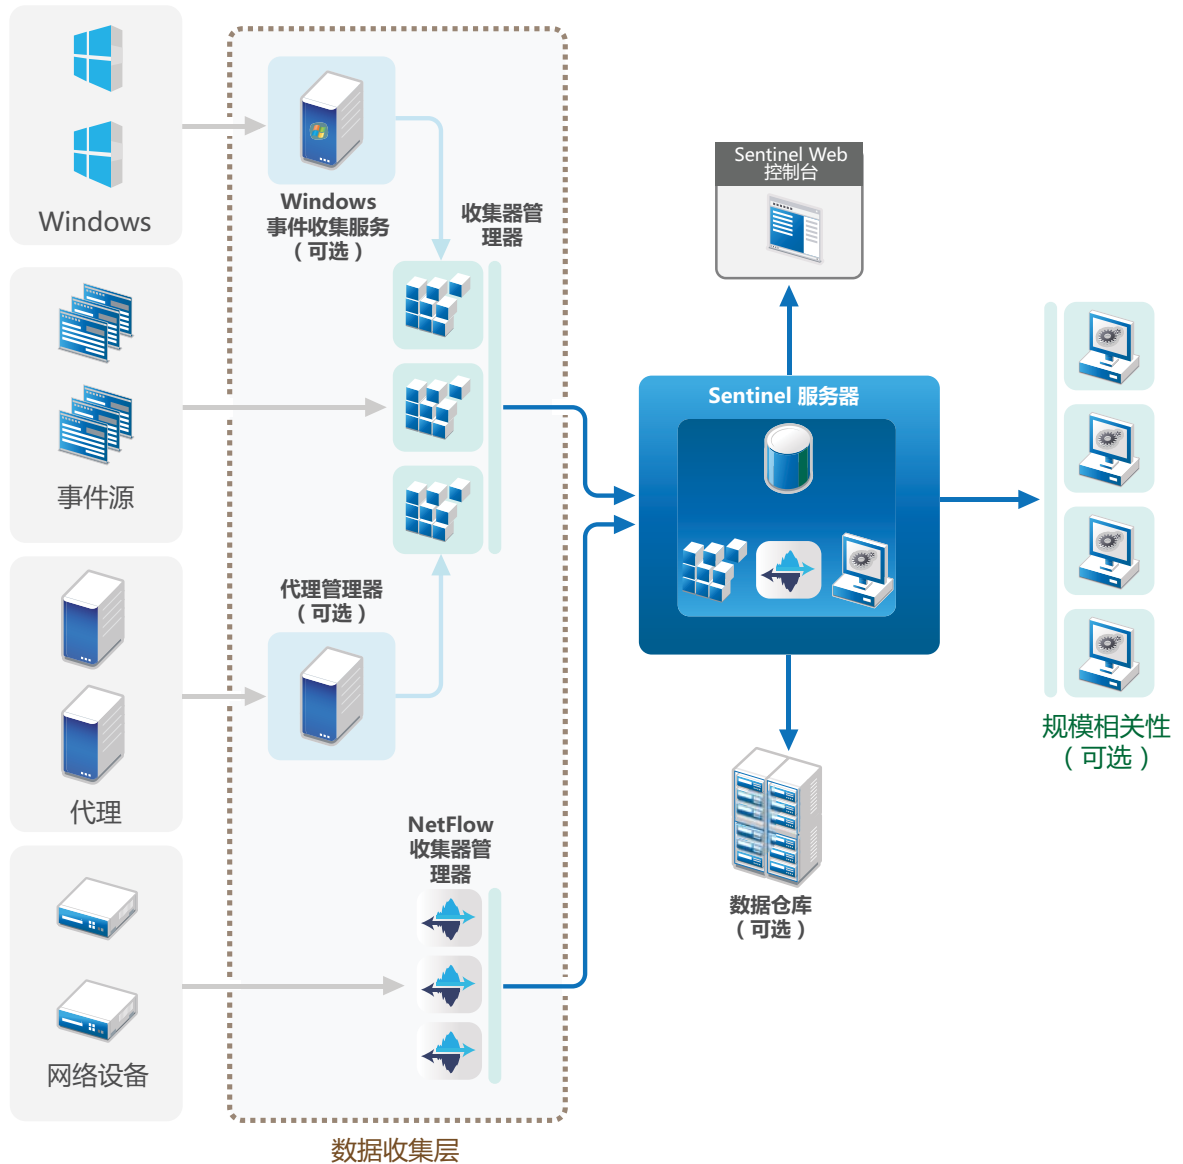 Windows
事件源
代理
网络设备
Windows
事件收集服务
（可选）
收集器管
理器
代理管理器
（可选）
NetFlow
收集器管
理器
数据收集层
Sentinel Web
控制台
Sentinel 服务器
数据仓库
（可选）
规模相关性
（可选）